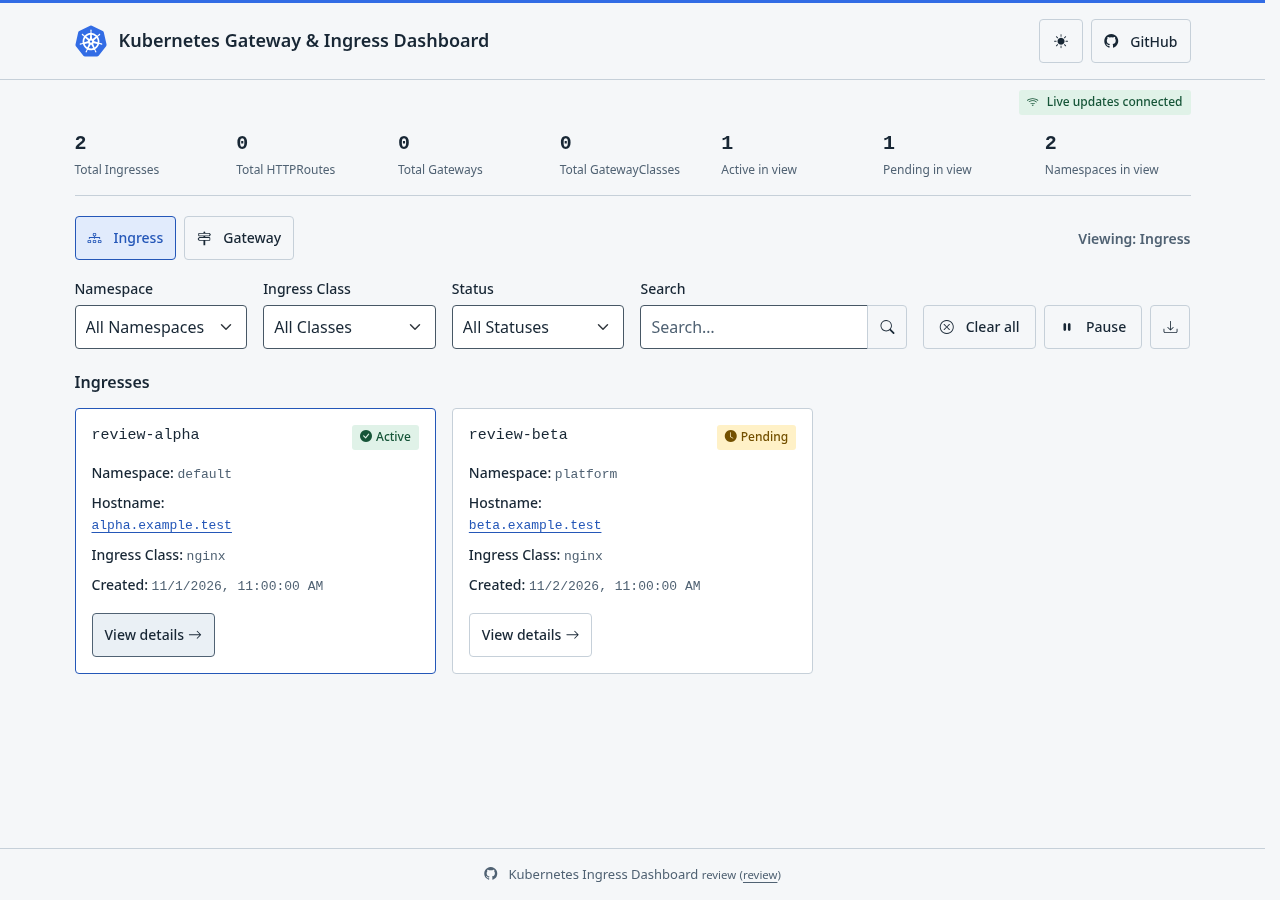 Kubernetes Gateway & Ingress Dashboard
GitHub
Live updates connected
2
Total Ingresses
0
Total HTTPRoutes
0
Total Gateways
0
Total GatewayClasses
1
Active in view
1
Pending in view
2
Namespaces in view
Ingress
Gateway
Viewing: Ingress
Namespace
All Namespaces
Ingress Class
All Classes
Status
All Statuses
Search
Search...
Clear all
Pause
Ingresses
review-alpha
Active
Namespace: default
Hostname:
alpha.example.test
Ingress Class: nginx
Created: 11/1/2026, 11:00:00 AM
View details →
review-beta
Pending
Namespace: platform
Hostname:
beta.example.test
Ingress Class: nginx
Created: 11/2/2026, 11:00:00 AM
View details →
Kubernetes Ingress Dashboard review (review)